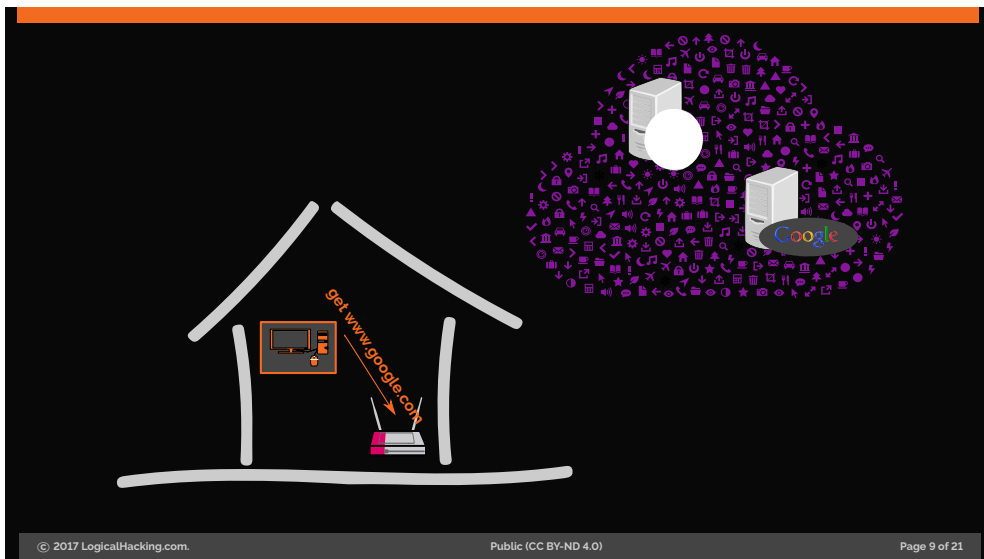 Google
get www.google.com
© 2017 LogicalHacking.com.
Public (CC BY-ND 4.0)
Page 9 of 21